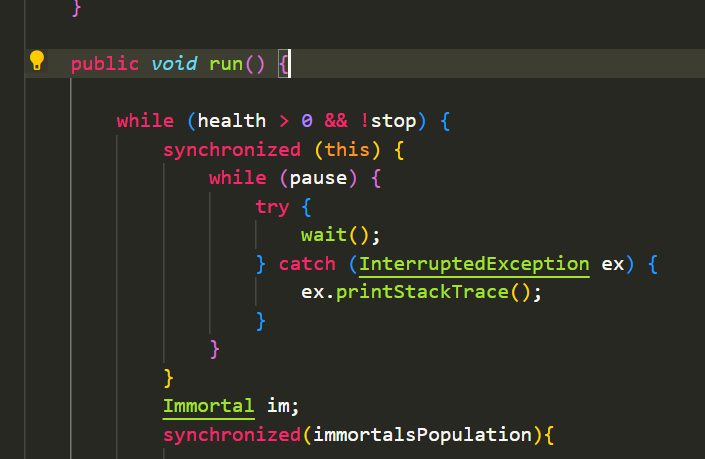 }
public void run() {
while (health > 0 && !stop) {
synchronized (this) {
while (pause) {
try {
wait();
} catch (InterruptedException ex) {
ex.printStackTrace();
}
}
}
Immortal im;
synchronized(immortalsPopulation){